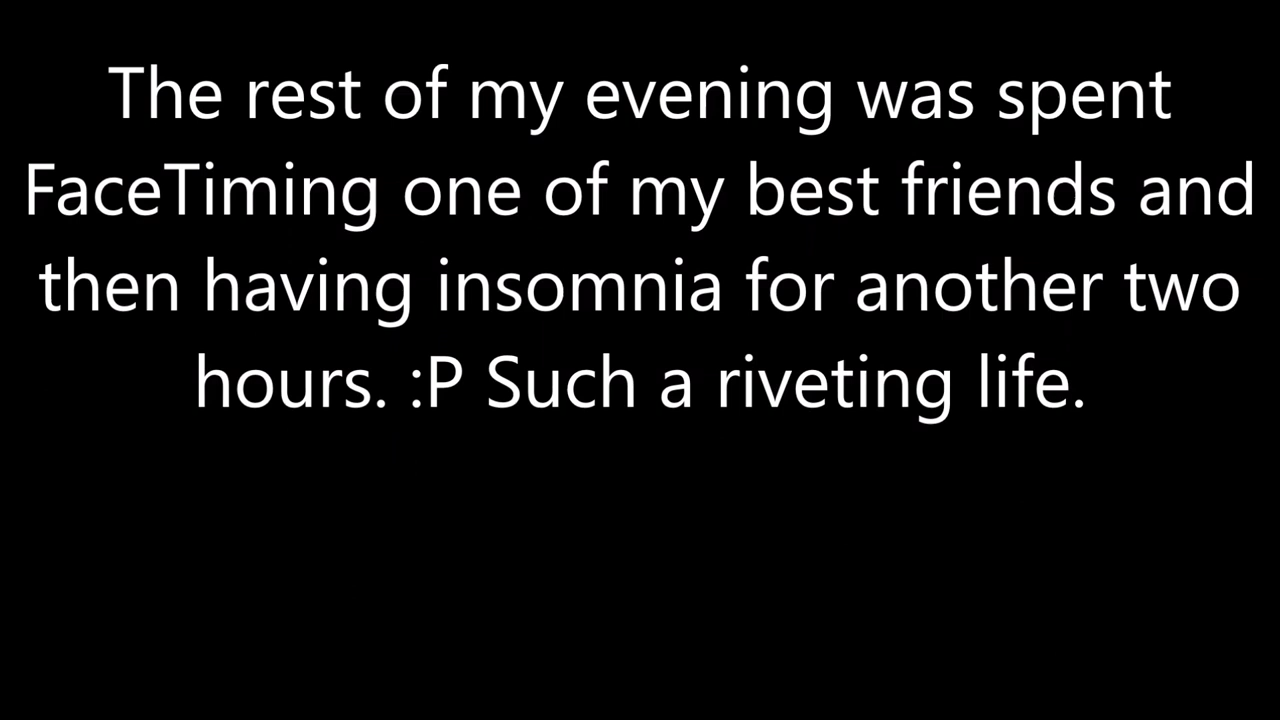 The rest of my evening was spent
FaceTiming one of my best friends and
then having insomnia for another two
hours. :P Such a riveting life.